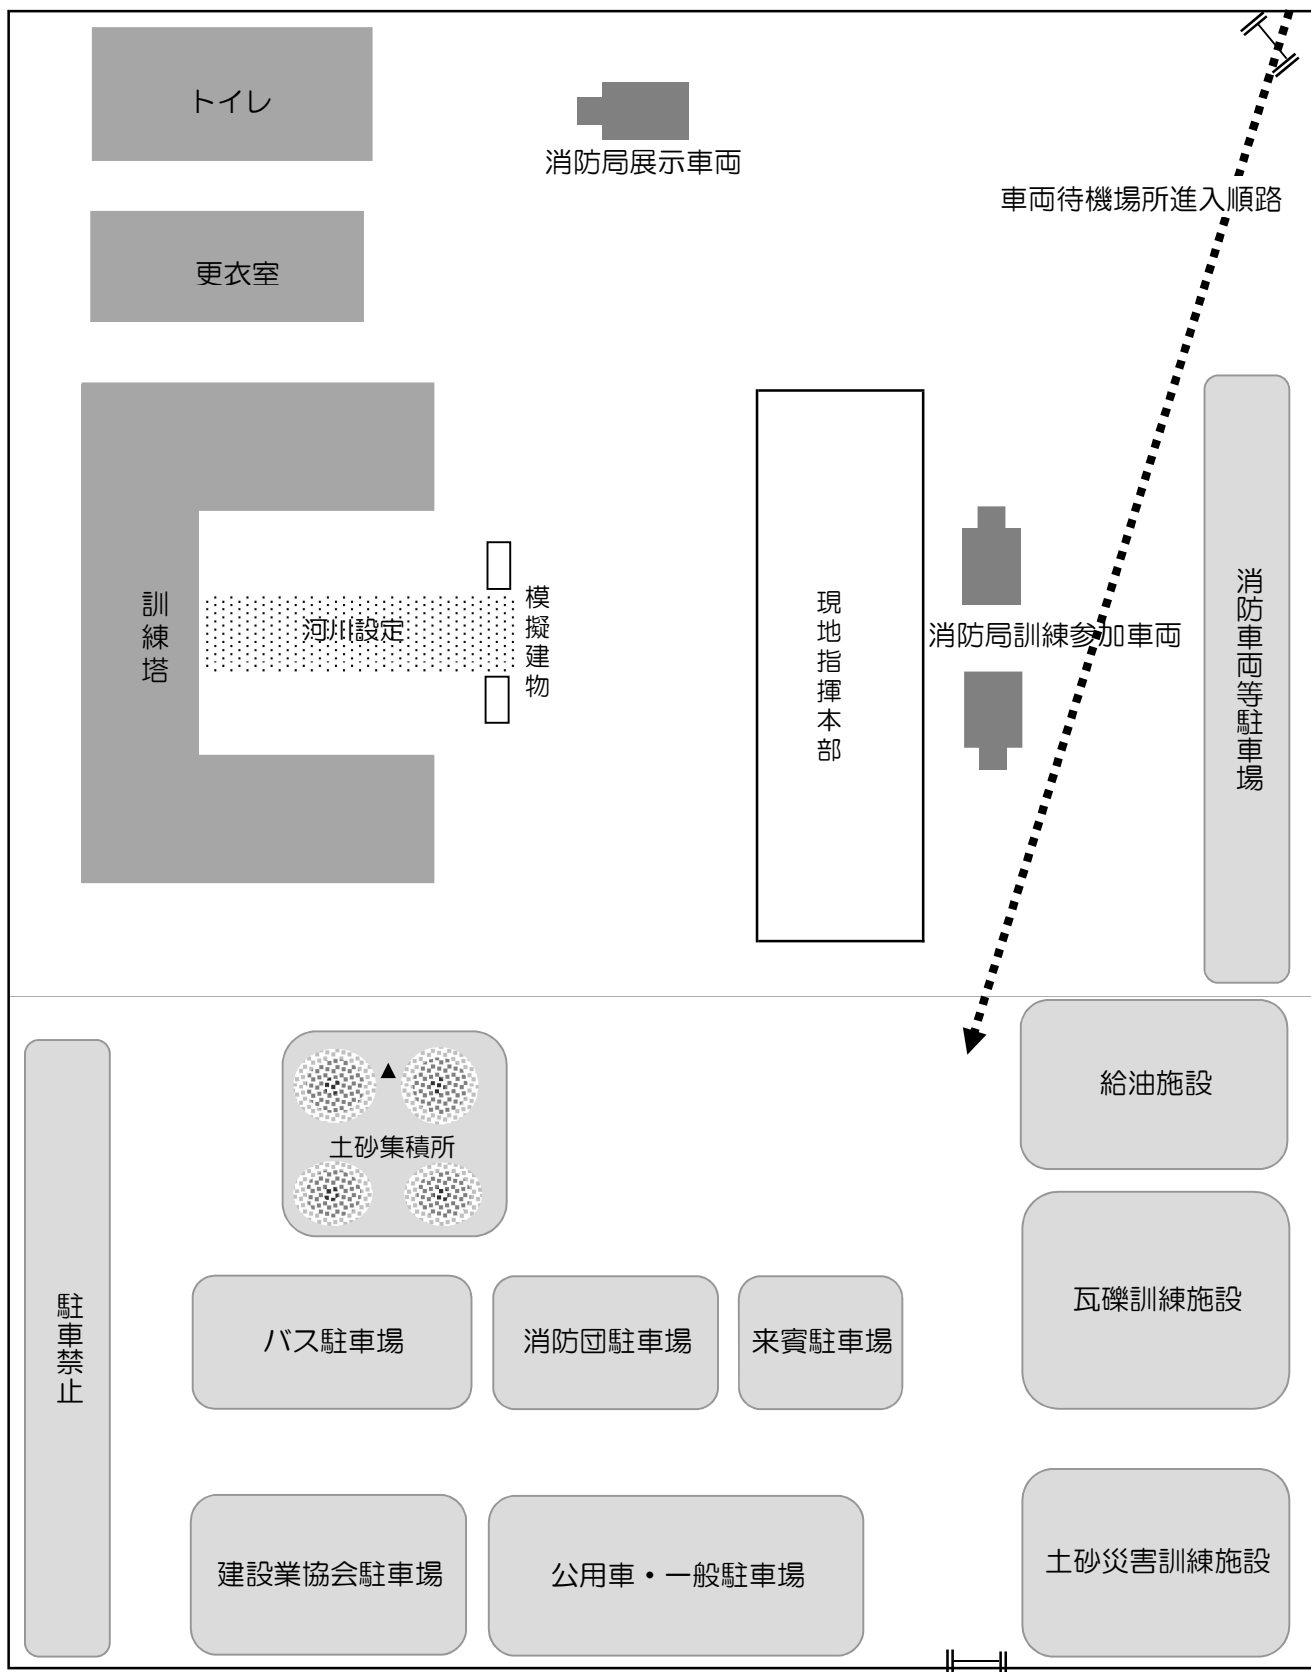 トイレ
消防局展示車両
車両待機場所進入順路
更衣室
訓練塔
河川設定
模擬建物
現地指揮本部
消防局訓練参加車両
消防車両等駐車場
給油施設
土砂集積所
瓦礫訓練施設
駐車禁止
バス駐車場
消防団駐車場
来賓駐車場
建設業協会駐車場
公用車・一般駐車場
土砂災害訓練施設